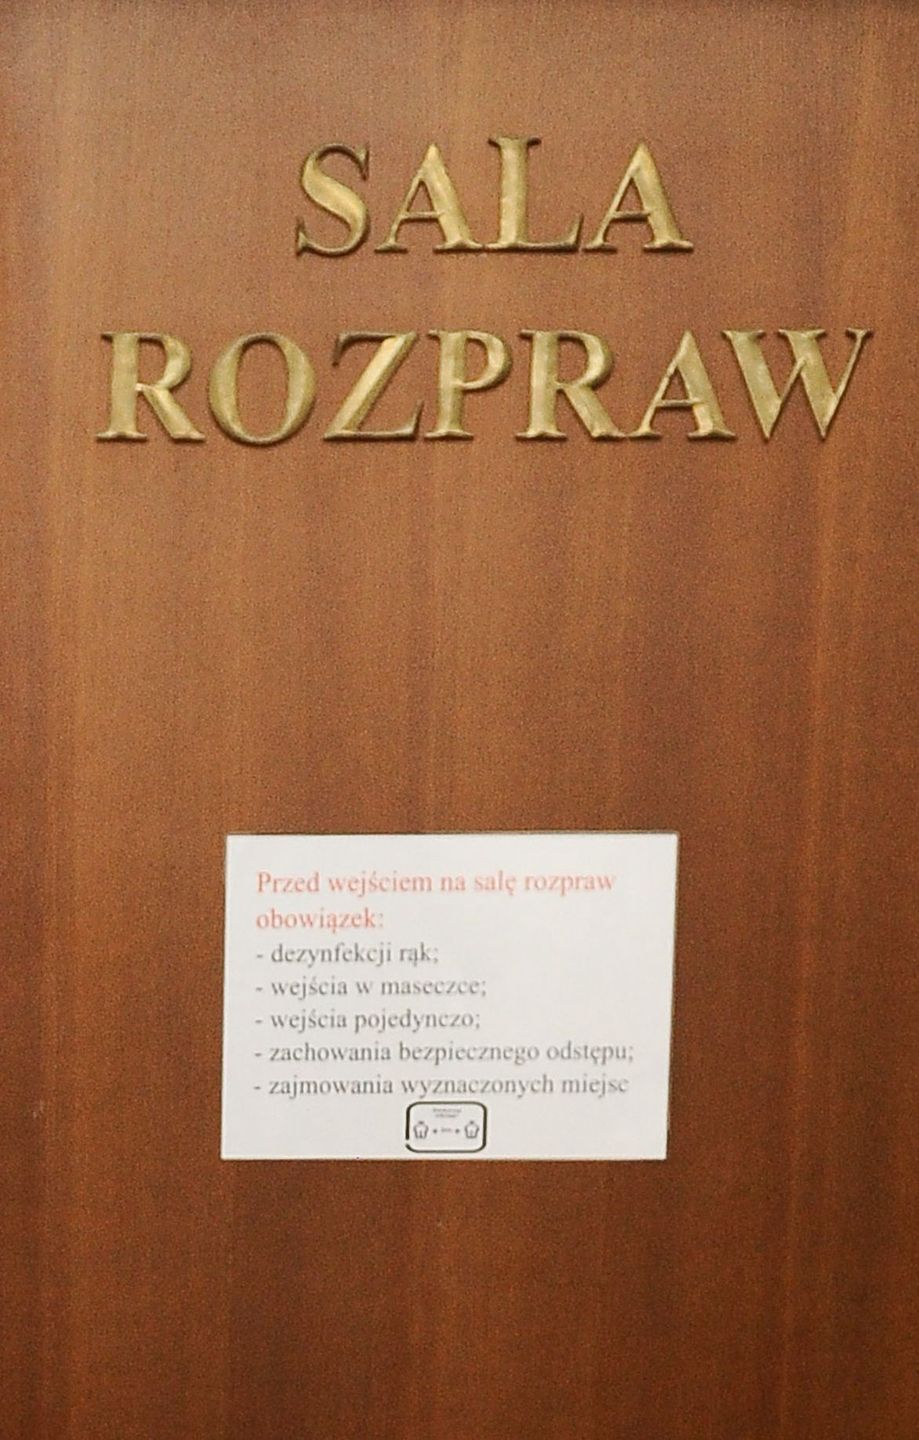 SALA
ROZPRAW
Przed wejściem na salę rozpraw
obowiązek:
- dezynfekcji rąk;
- wejścia w maseczce;
- wejścia pojedynczo;
- zachowania bezpiecznego odstępu;
- zajmowania wyznaczonych miejsc